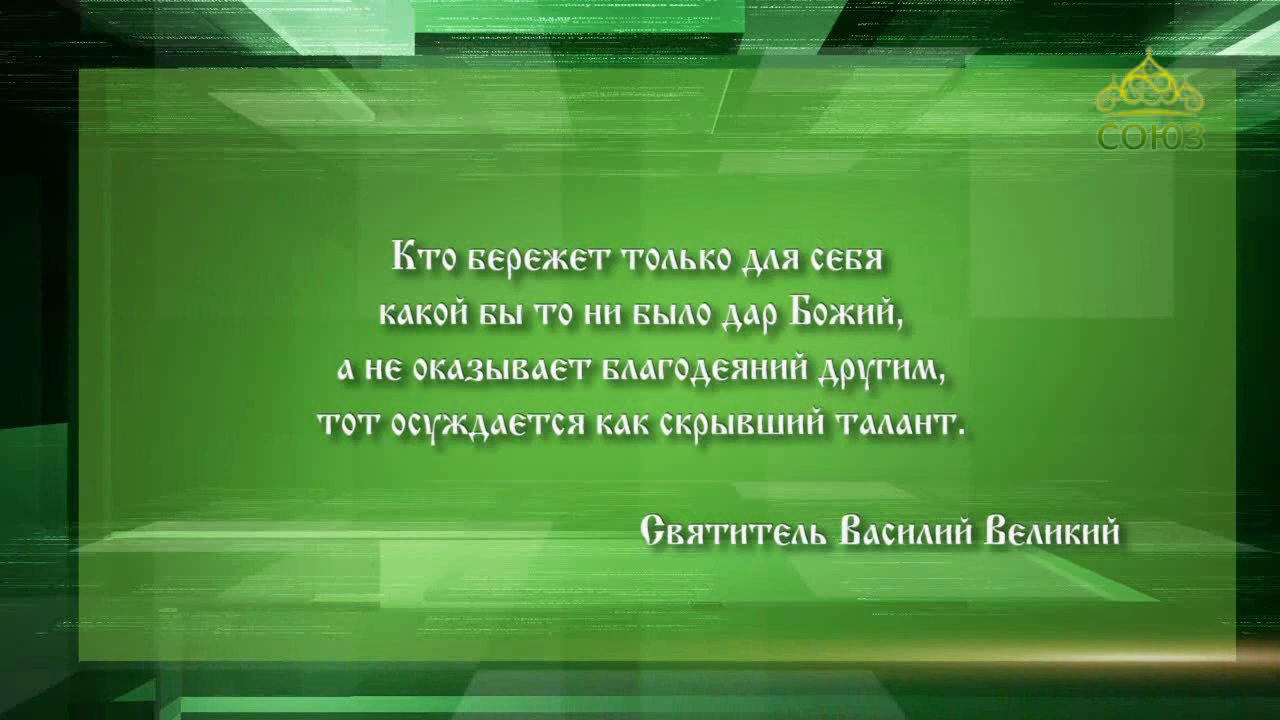 СОЮЗ
Кто бережет только для себя
какой бы то ни было дар Божий,
а не оказывает благодеяний другим,
тот осуждается как скрывший талант.
Святитель Василий Великий